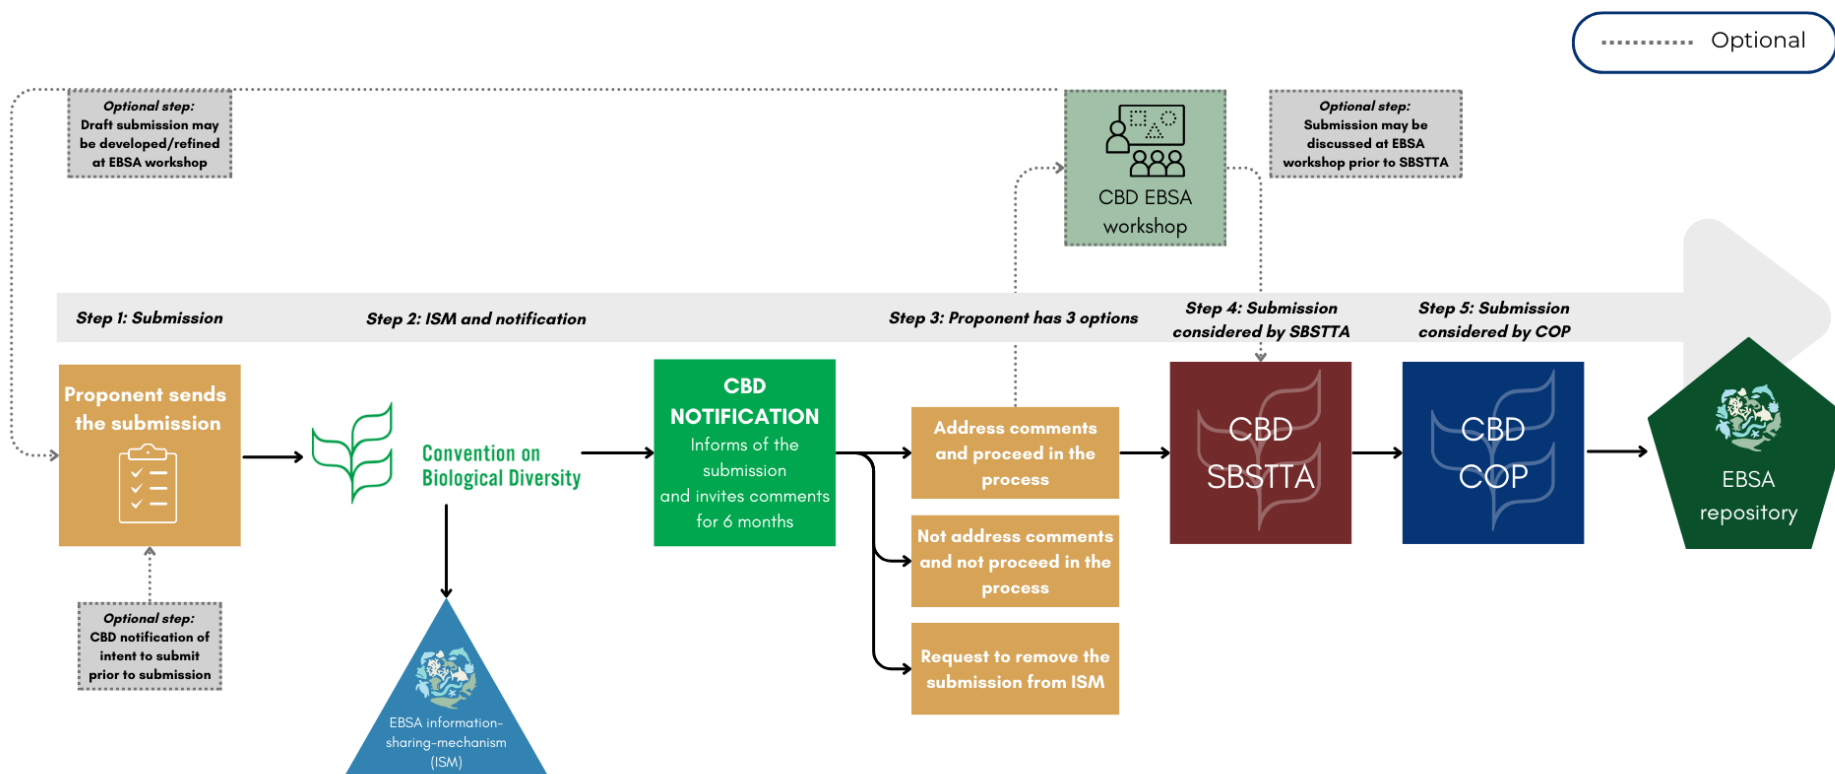 Optional
Optional step:
Draft submission may
be developed/refined
at EBSA workshop
CBD EBSA
workshop
Optional step:
Submission may be
discussed at EBSA
workshop prior to SBSTTA
Step 1: Submission
Step 2: ISM and notification
Step 3: Proponent has 3 options
Step 4: Submission
considered by SBSTTA
Step 5: Submission
considered by COP
Proponent sends
the submission
Optional step:
CBD notification of
intent to submit
prior to submission
Convention on
Biological Diversity
EBSA information-
sharing-mechanism
(ISM)
CBD
NOTIFICATION
Informs of the
submission
and invites comments
for 6 months
Address comments
and proceed in the
process
Not address comments
and not proceed in the
process
Request to remove the
submission from ISM
CBD
SBSTTA
CBD
COP
EBSA
repository